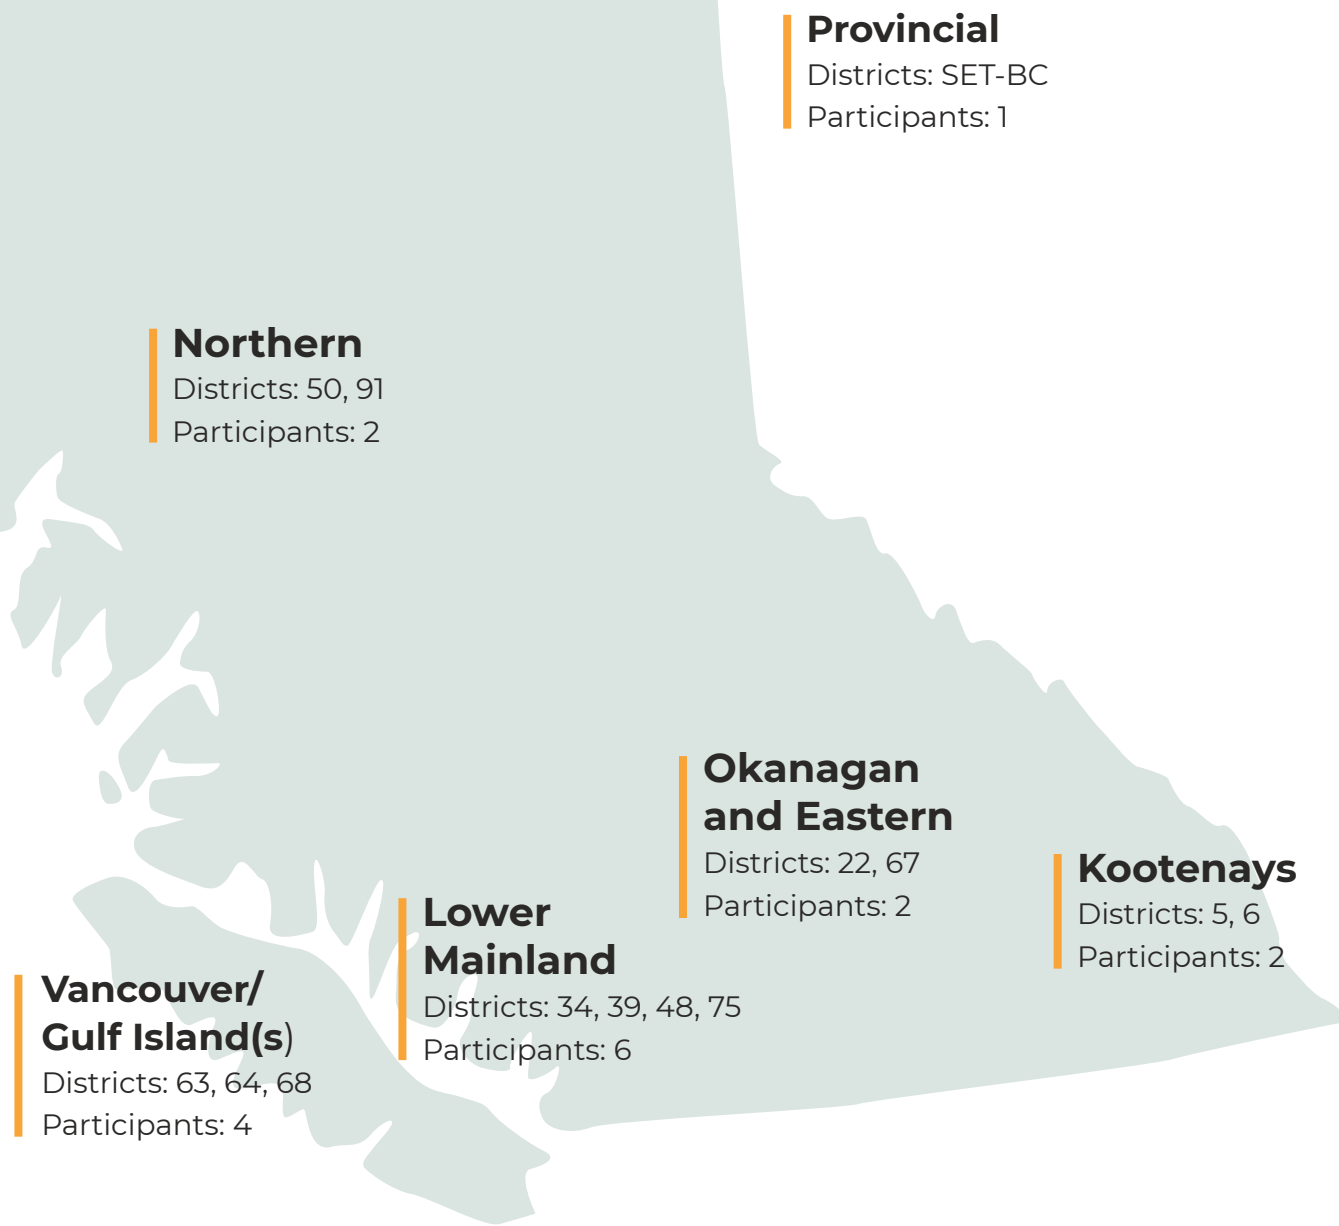 Provincial
Districts: SET-BC
Participants: 1
Northern
Districts: 50, 91
Participants: 2
Okanagan
and Eastern
Districts: 22, 67
Participants: 2
Kootenays
Districts: 5, 6
Participants: 2
Lower
Mainland
Districts: 34, 39, 48, 75
Participants: 6
Vancouver/
Gulf Island(s)
Districts: 63, 64, 68
Participants: 4